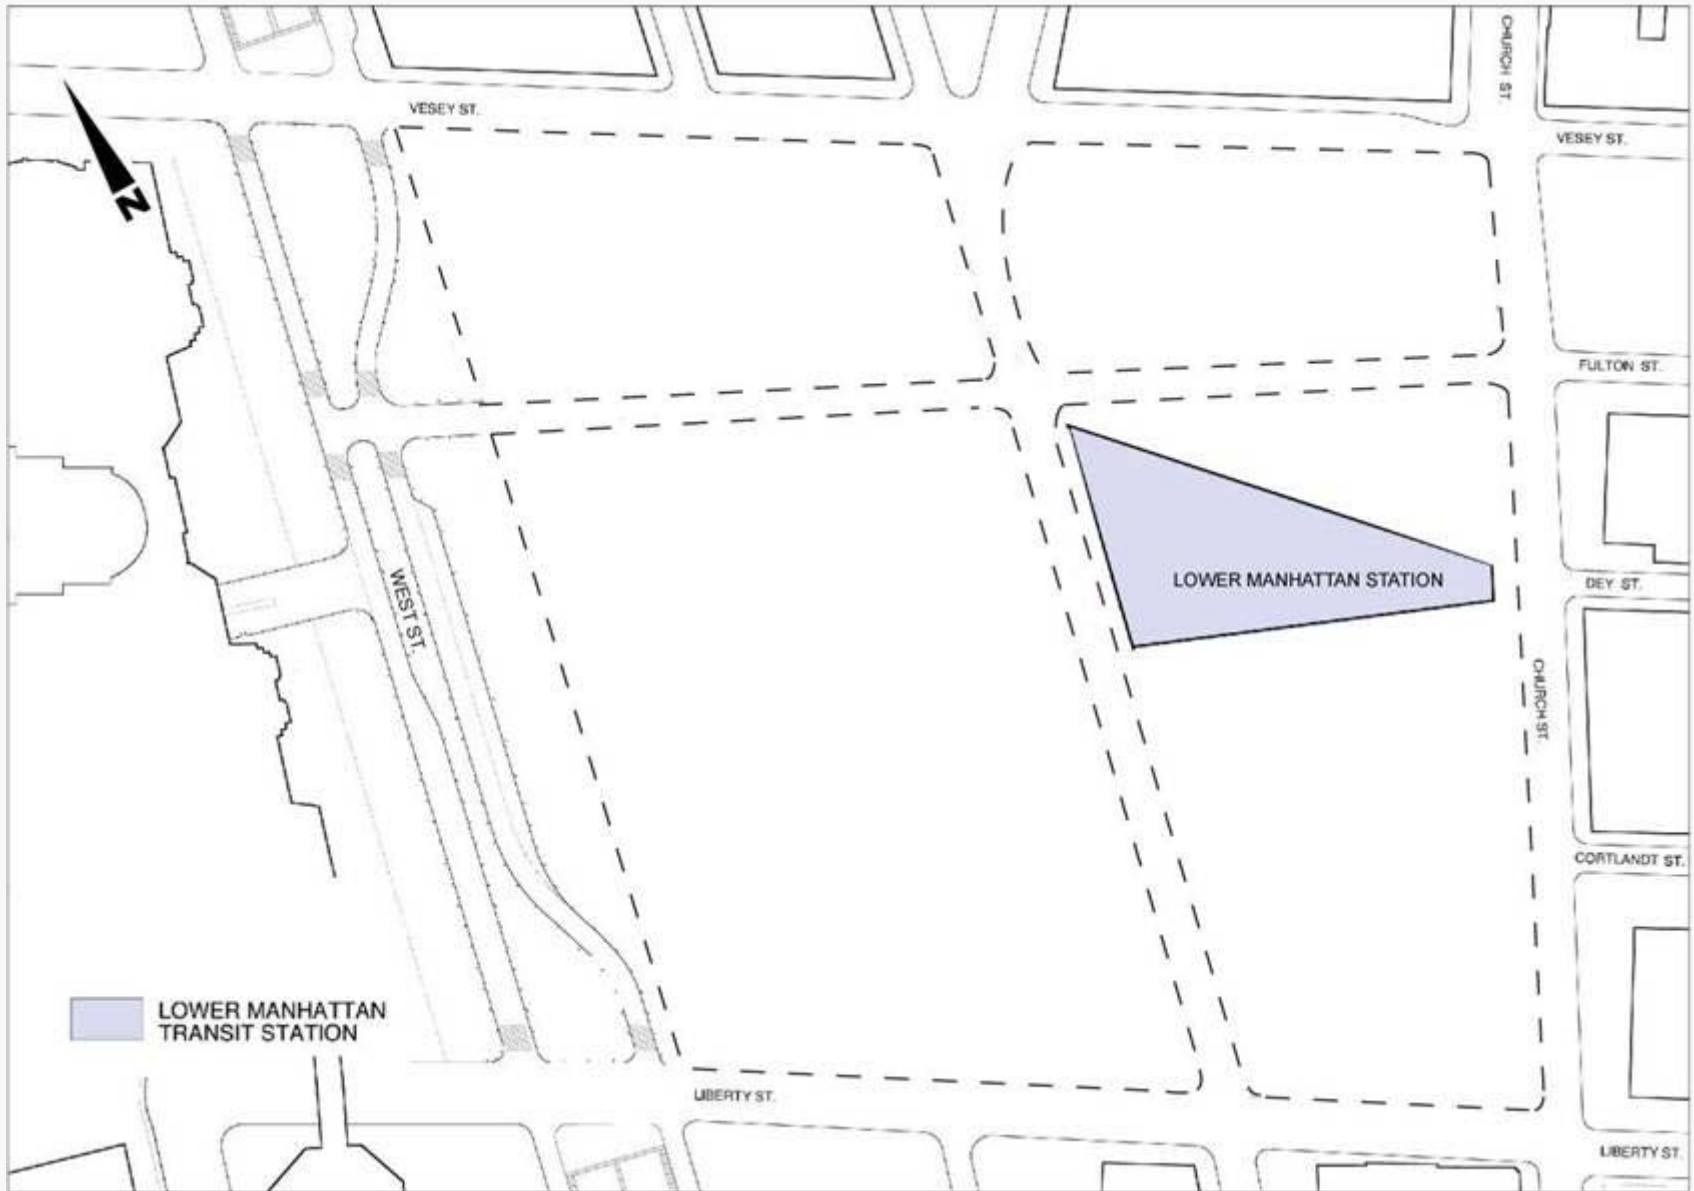 CHURCH ST.
VESEY ST.
VESEY ST.
N
FULTON ST.
LOWER MANHATTAN STATION
DEY ST.
WEST ST.
CHURCH ST.
CORTLANDT ST.
LOWER MANHATTAN
TRANSIT STATION
LIBERTY ST.
LIBERTY ST.